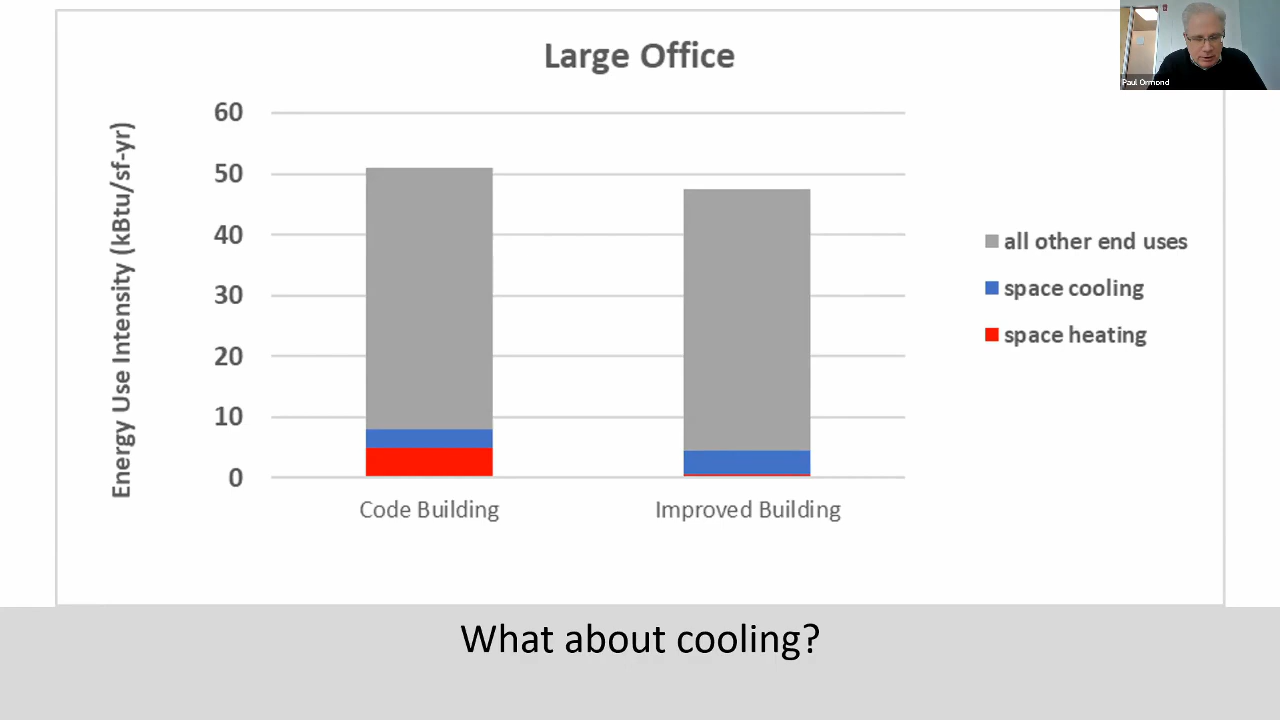 Large Office
Paul Ormond
Energy Use Intensity (kBtu/sf-yr)
60
50
40
30
20
10
0
all other end uses
space cooling
space heating
Code Building
Improved Building
What about cooling?